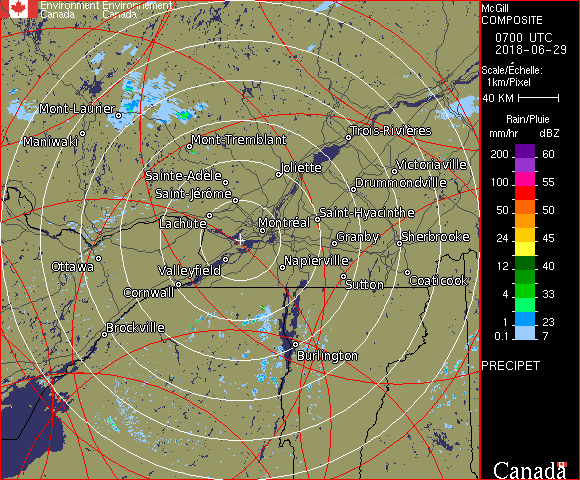 Environment Environnement
Canada Canada
McGill
COMPOSITE
0700 UTC
2018-06-29
Scale/Échelle:
1km/Pixel
40 KM
Rain/Pluie
mm/hr dBZ
200 60
100 55
50 50
24 45
12 40
4 33
1 23
0.1 7
PRECIPET
Canada
Mont-Laurier
Maniwaki
Mont-Tremblant
Trois-Rivières
Sainte-Adèle
Joliette
Victoriaville
Saint-Jérôme
Drummondville
Lachute
Montréal
Saint-Hyacinthe
Granby
Sherbrooke
Ottawa
Valleyfield
Napierville
Cornwall
Sutton
Coaticook
Brockville
Burlington